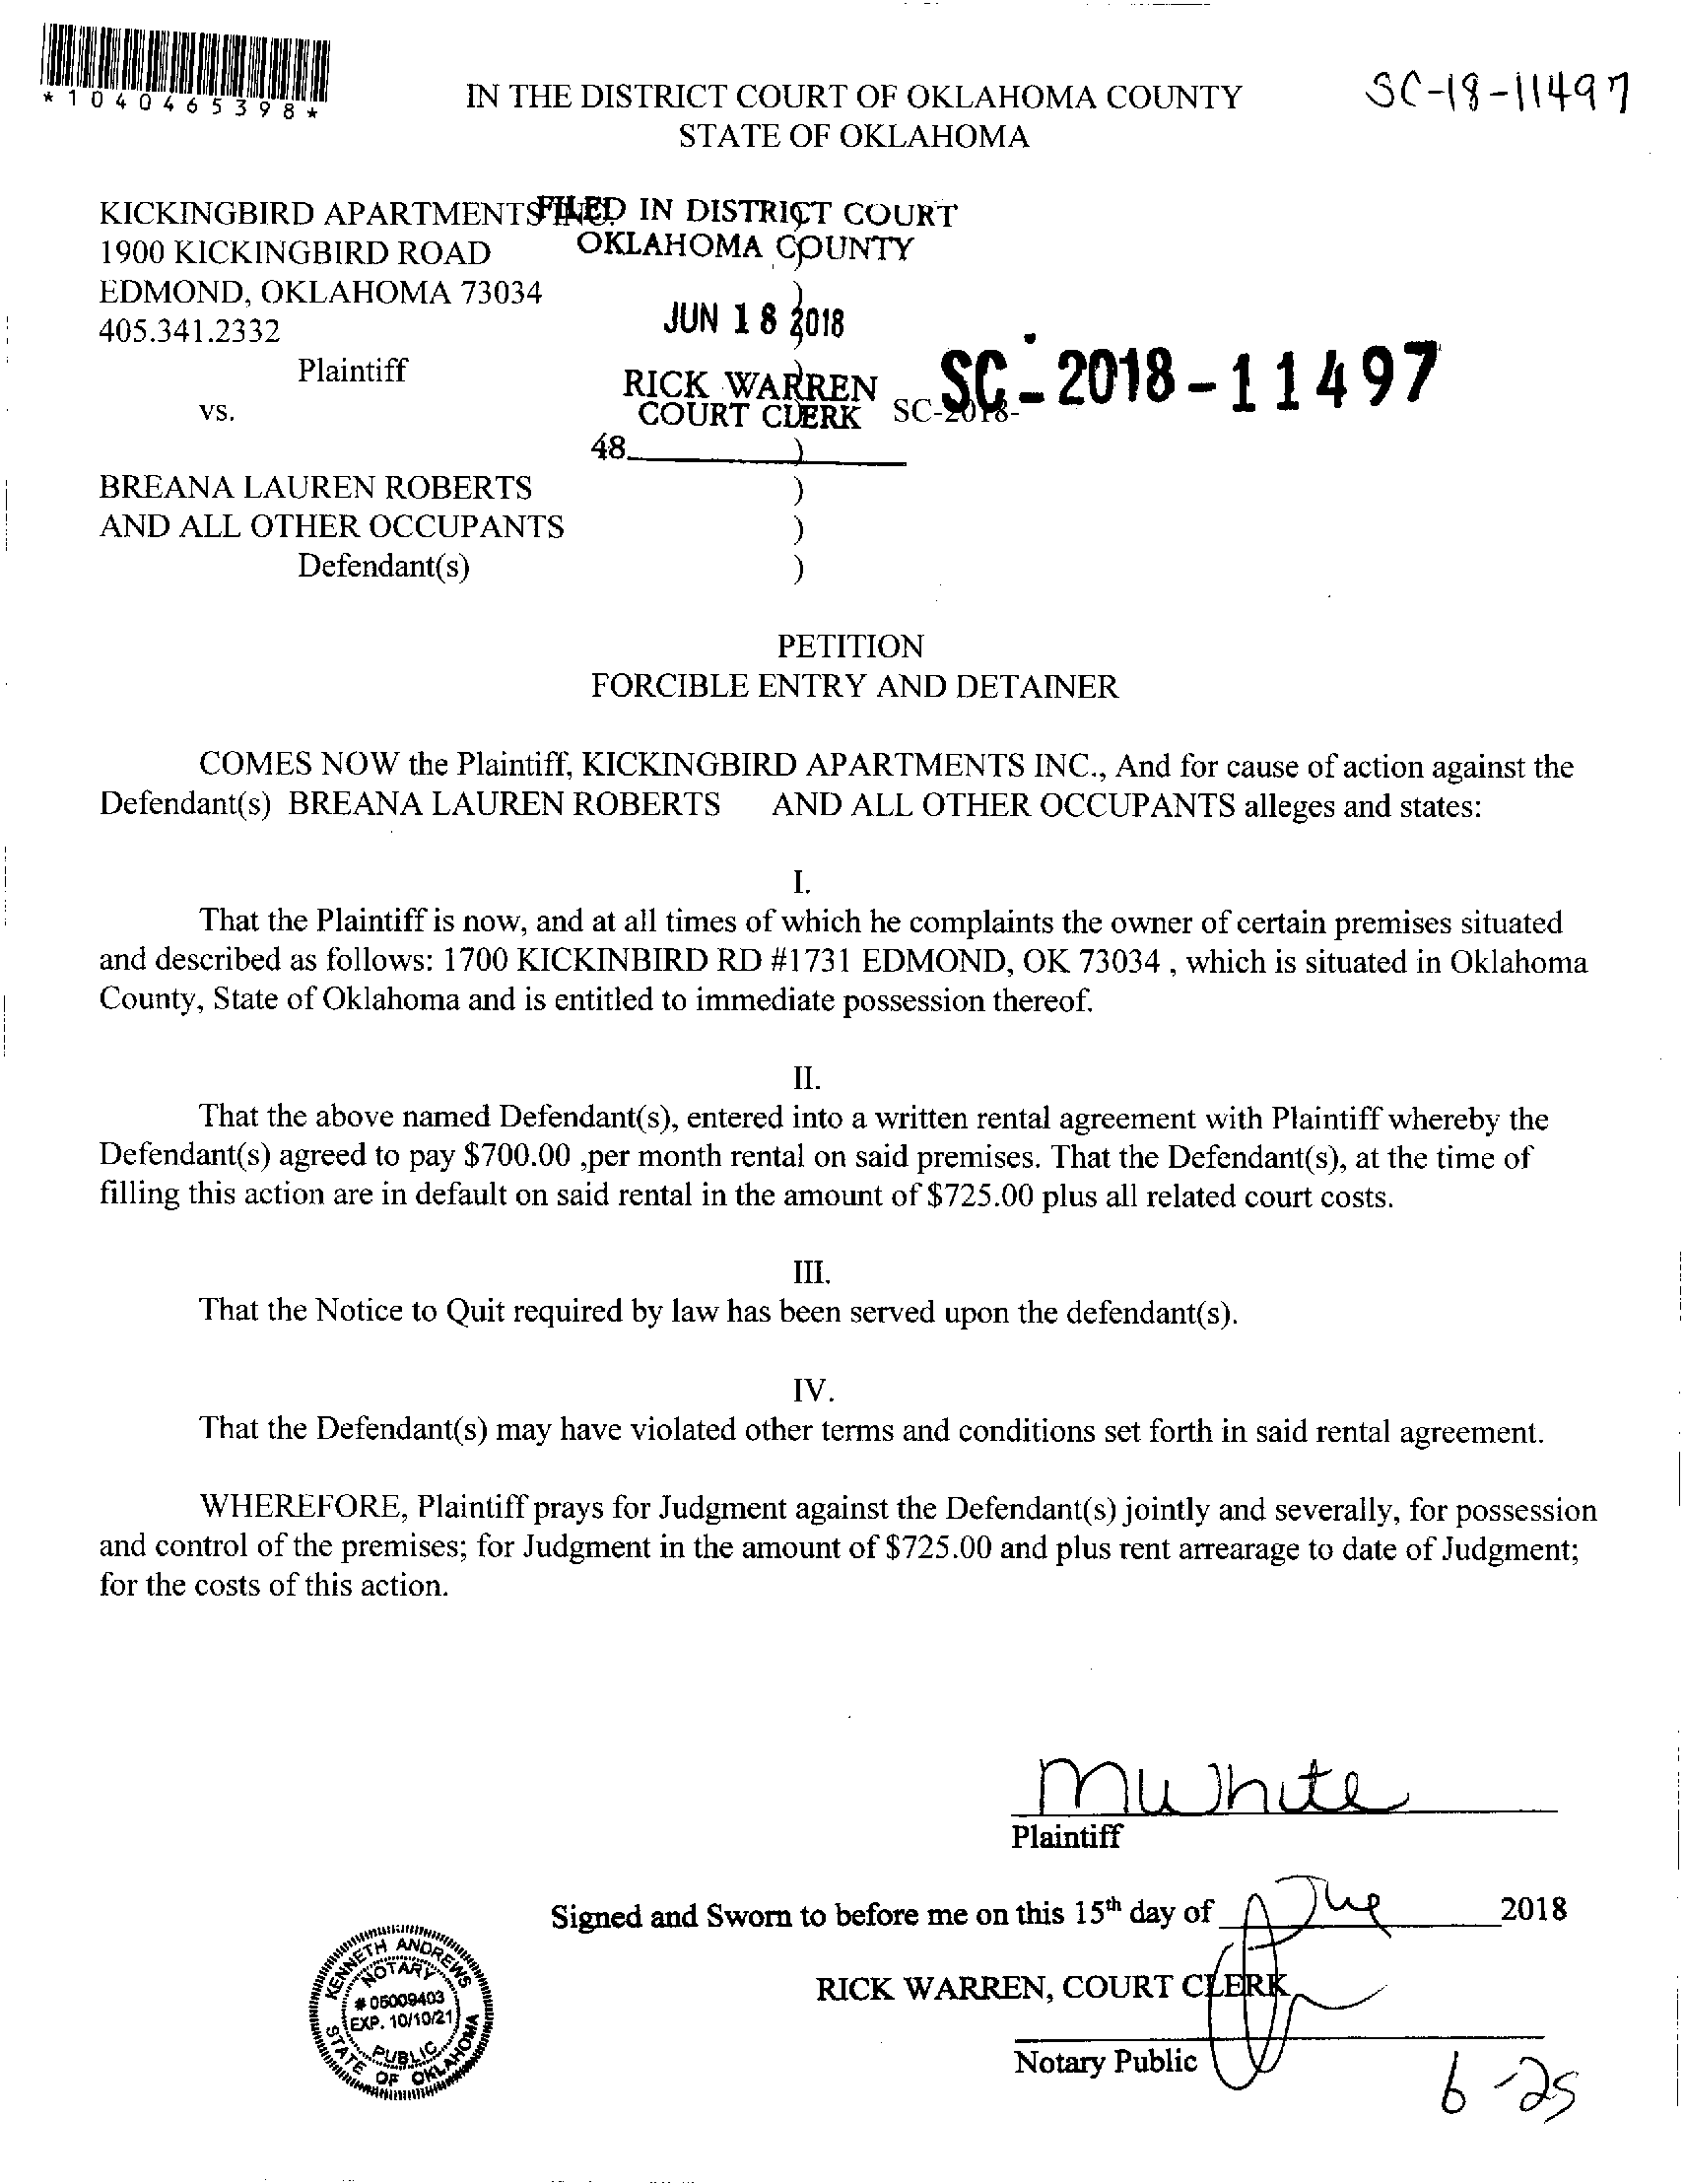 *1040465398*
SC-18-11497
IN THE DISTRICT COURT OF OKLAHOMA COUNTY
STATE OF OKLAHOMA
KICKINGBIRD APARTMENTS INC.
1900 KICKINGBIRD ROAD
EDMOND, OKLAHOMA 73034
405.341.2332
Plaintiff
vs.
FILED IN DISTRICT COURT
OKLAHOMA COUNTY
JUN 18 2018
RICK WARREN
COURT CLERK
48
SC-2018-
SC-2018-11497
BREANA LAUREN ROBERTS )
AND ALL OTHER OCCUPANTS )
Defendant(s) )
PETITION
FORCIBLE ENTRY AND DETAINER
COMES NOW the Plaintiff, KICKINGBIRD APARTMENTS INC., And for cause of action against the
Defendant(s) BREANA LAUREN ROBERTS AND ALL OTHER OCCUPANTS alleges and states:
I.
That the Plaintiff is now, and at all times of which he complaints the owner of certain premises situated
and described as follows: 1700 KICKINBIRD RD #1731 EDMOND, OK 73034 , which is situated in Oklahoma
County, State of Oklahoma and is entitled to immediate possession thereof.
II.
That the above named Defendant(s), entered into a written rental agreement with Plaintiff whereby the
Defendant(s) agreed to pay $700.00 ,per month rental on said premises. That the Defendant(s), at the time of
filling this action are in default on said rental in the amount of $725.00 plus all related court costs.
III.
That the Notice to Quit required by law has been served upon the defendant(s).
IV.
That the Defendant(s) may have violated other terms and conditions set forth in said rental agreement.
WHEREFORE, Plaintiff prays for Judgment against the Defendant(s) jointly and severally, for possession
and control of the premises; for Judgment in the amount of $725.00 and plus rent arrearage to date of Judgment;
for the costs of this action.
MWhite
Plaintiff
Signed and Sworn to before me on this 15th day of 2018
RICK WARREN, COURT CLERK
Notary Public
KENNETH ANDREWS
NOTARY
# 05009403
EXP. 10/10/21
PUBLIC
STATE OF OKLAHOMA
6-25